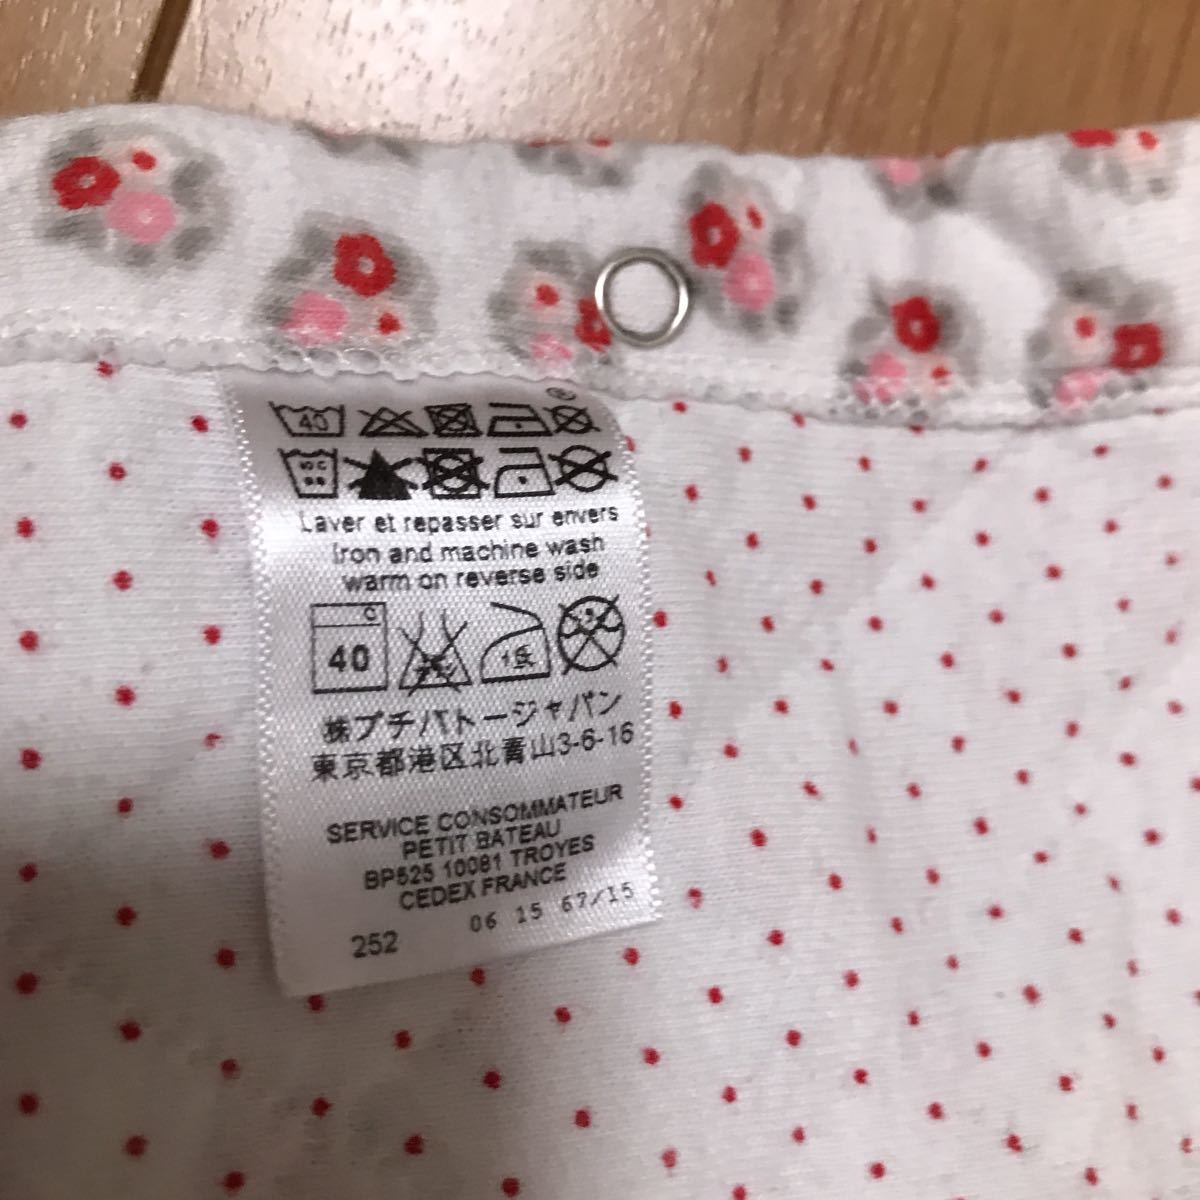 40
Laver et repasser sur envers
Iron and machine wash
warm on reverse side
C
40
低
㈱プチバトージャパン
東京都港区北青山3-6-16
SERVICE CONSOMMATEUR
PETIT BATEAU
BP525 10081 TROYES
CEDEX FRANCE
06 15 67/15
252